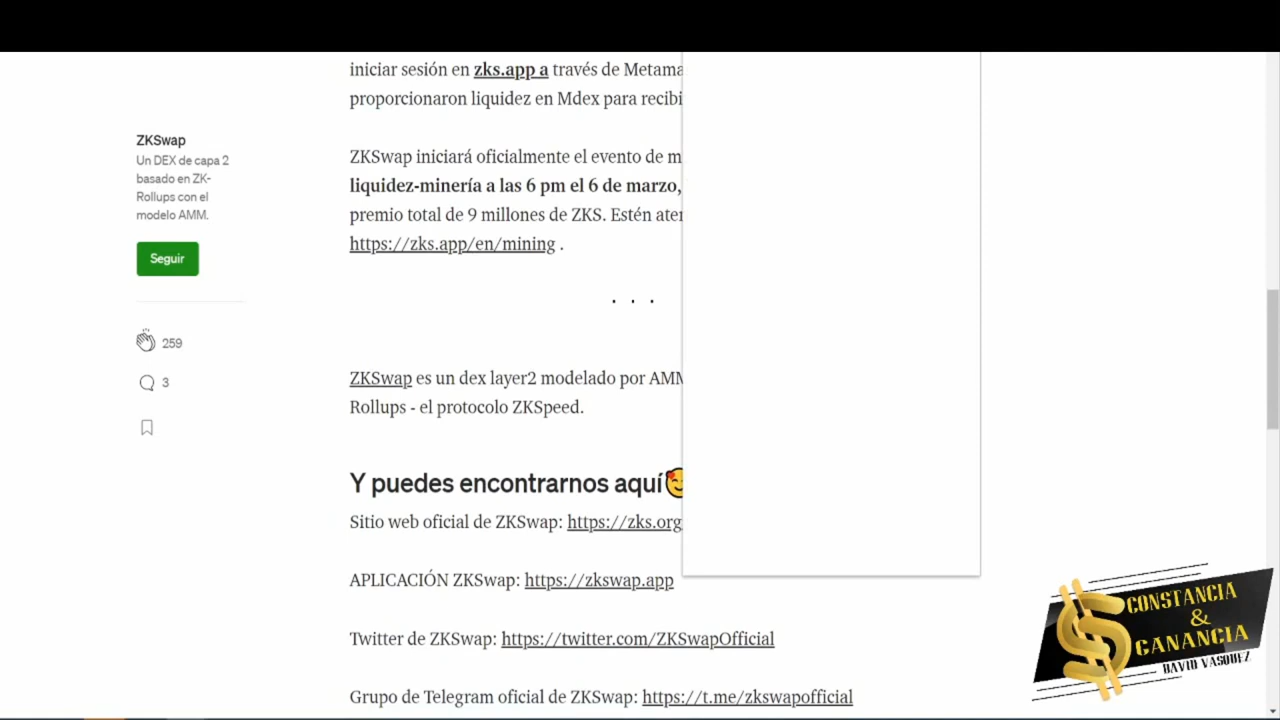 iniciar sesión en zks.app a través de Metama
proporcionaron liquidez en Mdex para recibi
ZKSwap
Un DEX de capa 2
basado en ZK-
Rollups con el
modelo AMM.
Seguir
259
3
ZKSwap iniciará oficialmente el evento de m
liquidez-minería a las 6 pm el 6 de marzo,
premio total de 9 millones de ZKS. Estén aten
https://zks.app/en/mining .
. . .
ZKSwap es un dex layer2 modelado por AMM
Rollups - el protocolo ZKSpeed.
Y puedes encontrarnos aquí
Sitio web oficial de ZKSwap: https://zks.org
APLICACIÓN ZKSwap: https://zkswap.app
Twitter de ZKSwap: https://twitter.com/ZKSwapOfficial
Grupo de Telegram oficial de ZKSwap: https://t.me/zkswapofficial
CONSTANCIA
&
GANANCIA
DAVID VASQUEZ